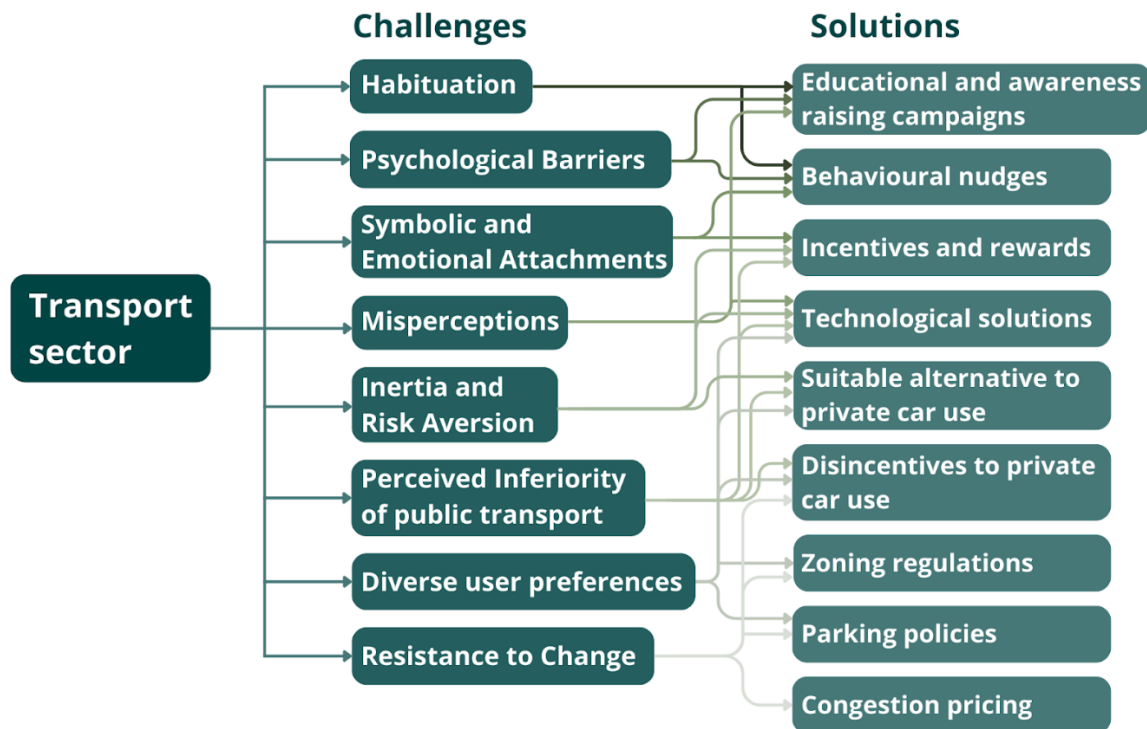 Challenges
Solutions
Transport
sector
Habituation
Psychological Barriers
Symbolic and
Emotional Attachments
Misperceptions
Inertia and
Risk Aversion
Perceived Inferiority
of public transport
Diverse user preferences
Resistance to Change
Educational and awareness
raising campaigns
Behavioural nudges
Incentives and rewards
Technological solutions
Suitable alternative to
private car use
Disincentives to private
car use
Zoning regulations
Parking policies
Congestion pricing